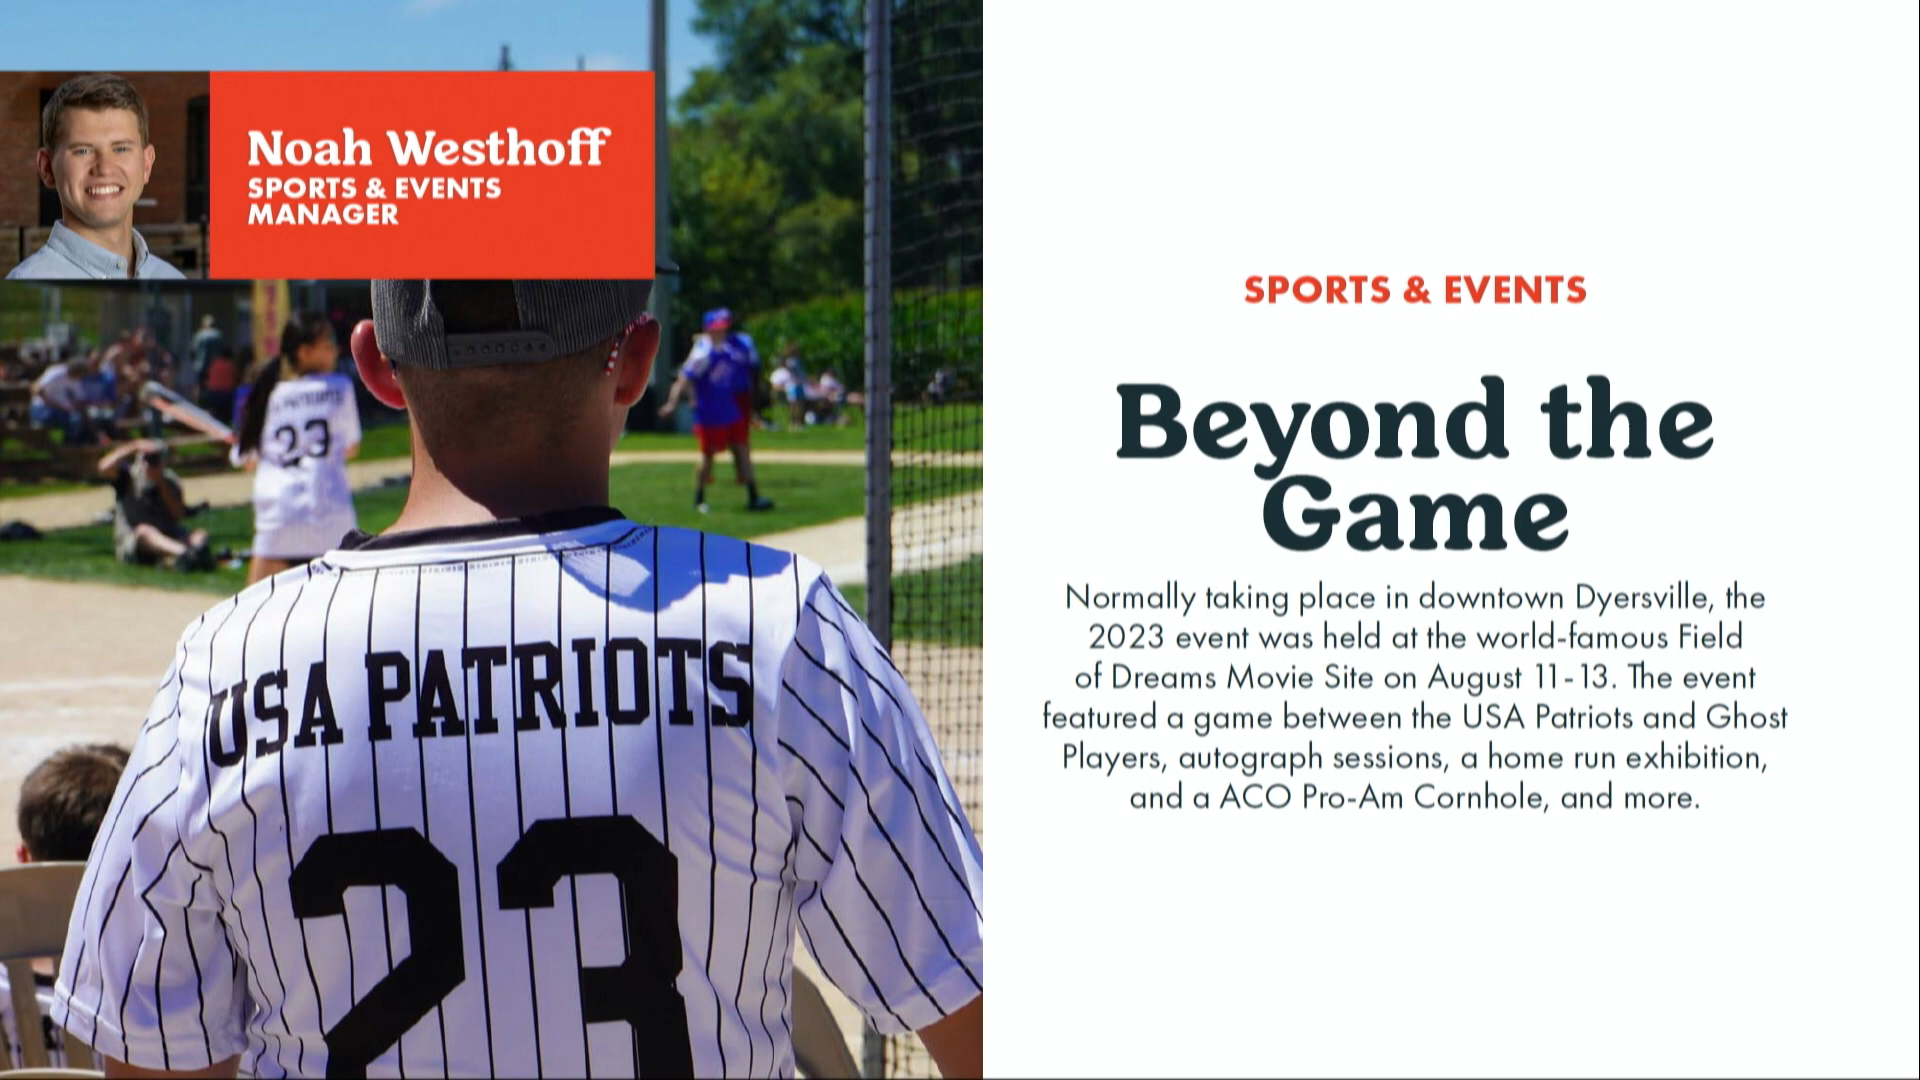 Noah Westhoff
SPORTS & EVENTS
MANAGER
23
USA PATRIOTS
23
SPORTS & EVENTS
Beyond the
Game
Normally taking place in downtown Dyersville, the
2023 event was held at the world-famous Field
of Dreams Movie Site on August 11-13. The event
featured a game between the USA Patriots and Ghost
Players, autograph sessions, a home run exhibition,
and a ACO Pro-Am Cornhole, and more.